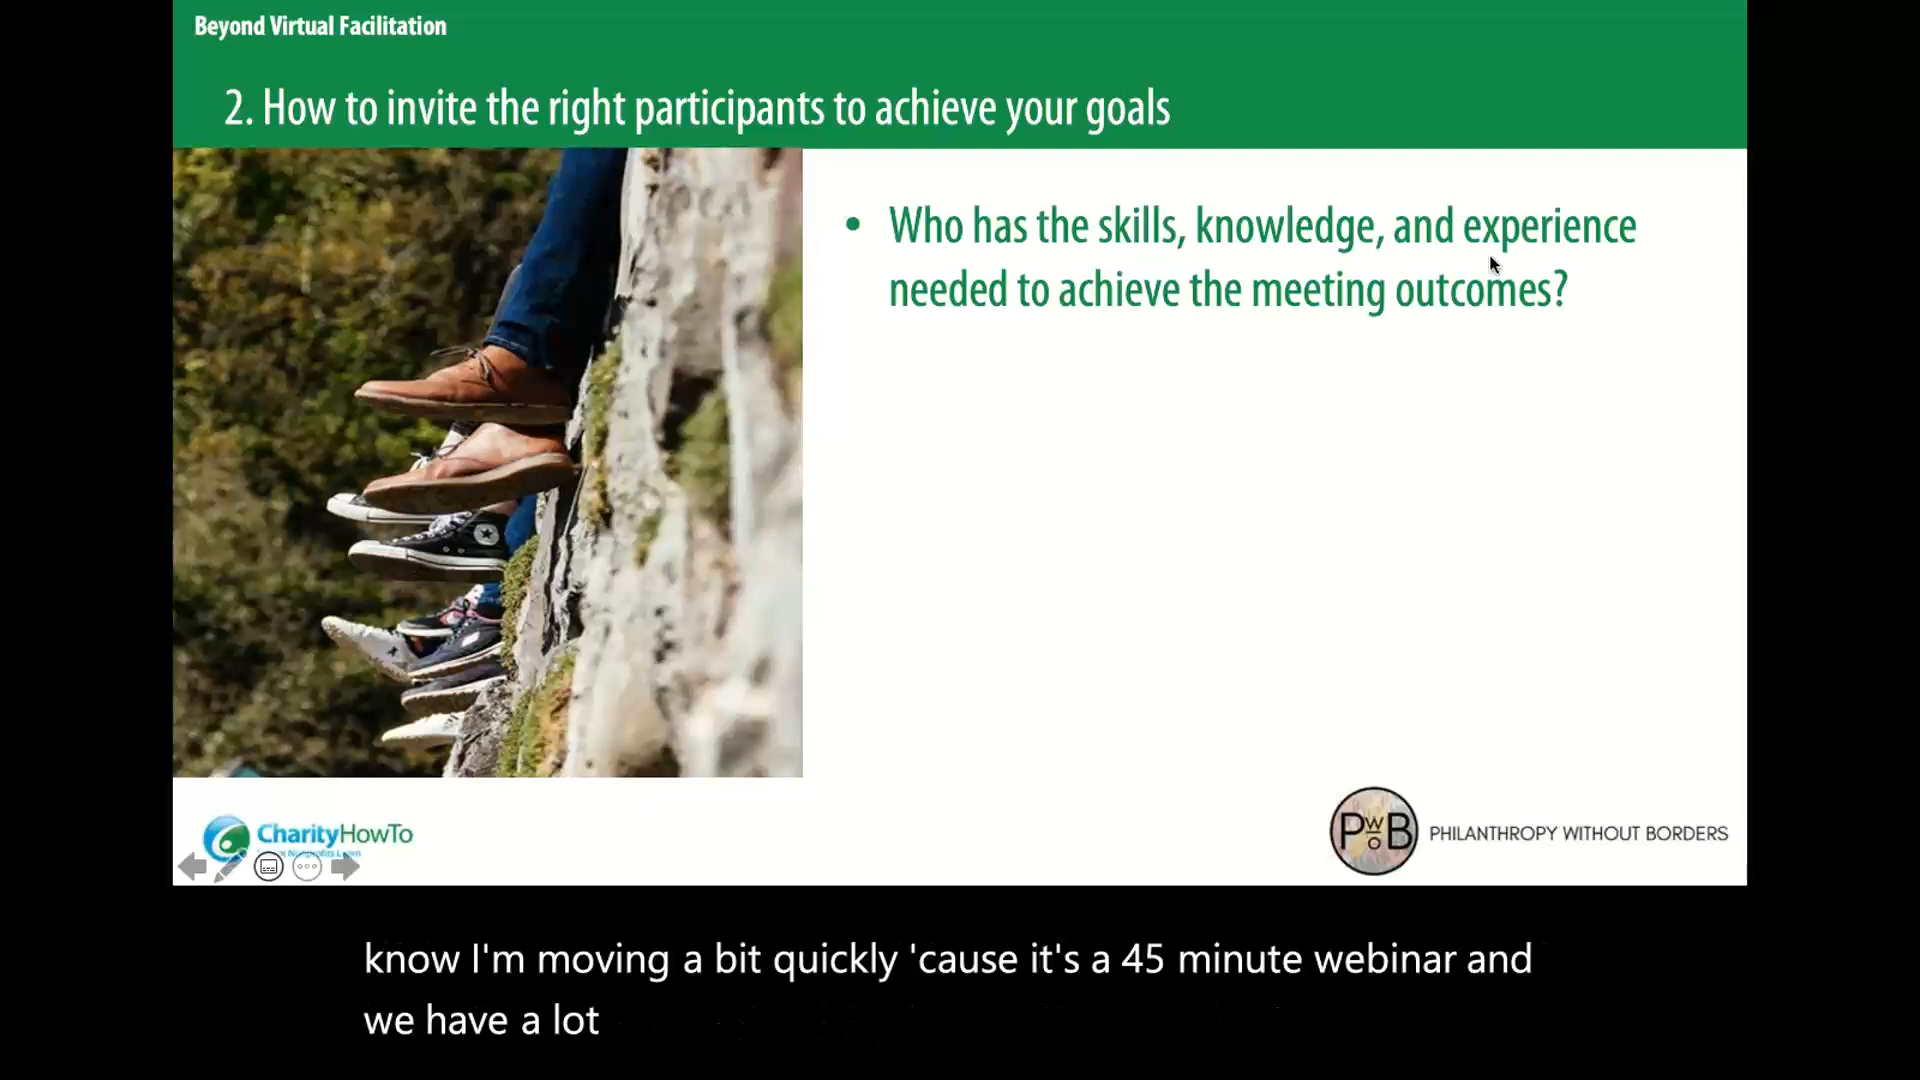 Beyond Virtual Facilitation
2. How to invite the right participants to achieve your goals
• Who has the skills, knowledge, and experience
needed to achieve the meeting outcomes?
CharityHowTo
PWOB
PHILANTHROPY WITHOUT BORDERS
know I'm moving a bit quickly 'cause it's a 45 minute webinar and
we have a lot